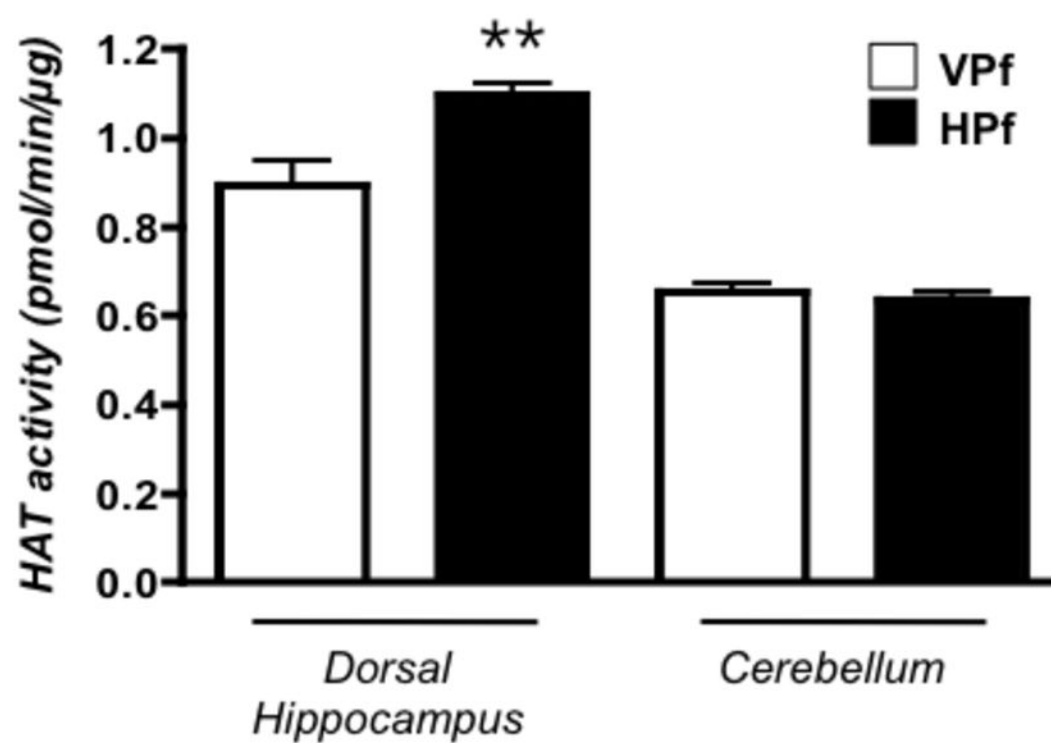 **
1.2
1.0
0.8
0.6
0.4
0.2
0.0
HAT activity (pmol/min/µg)
VPf
HPf
Dorsal
Hippocampus
Cerebellum